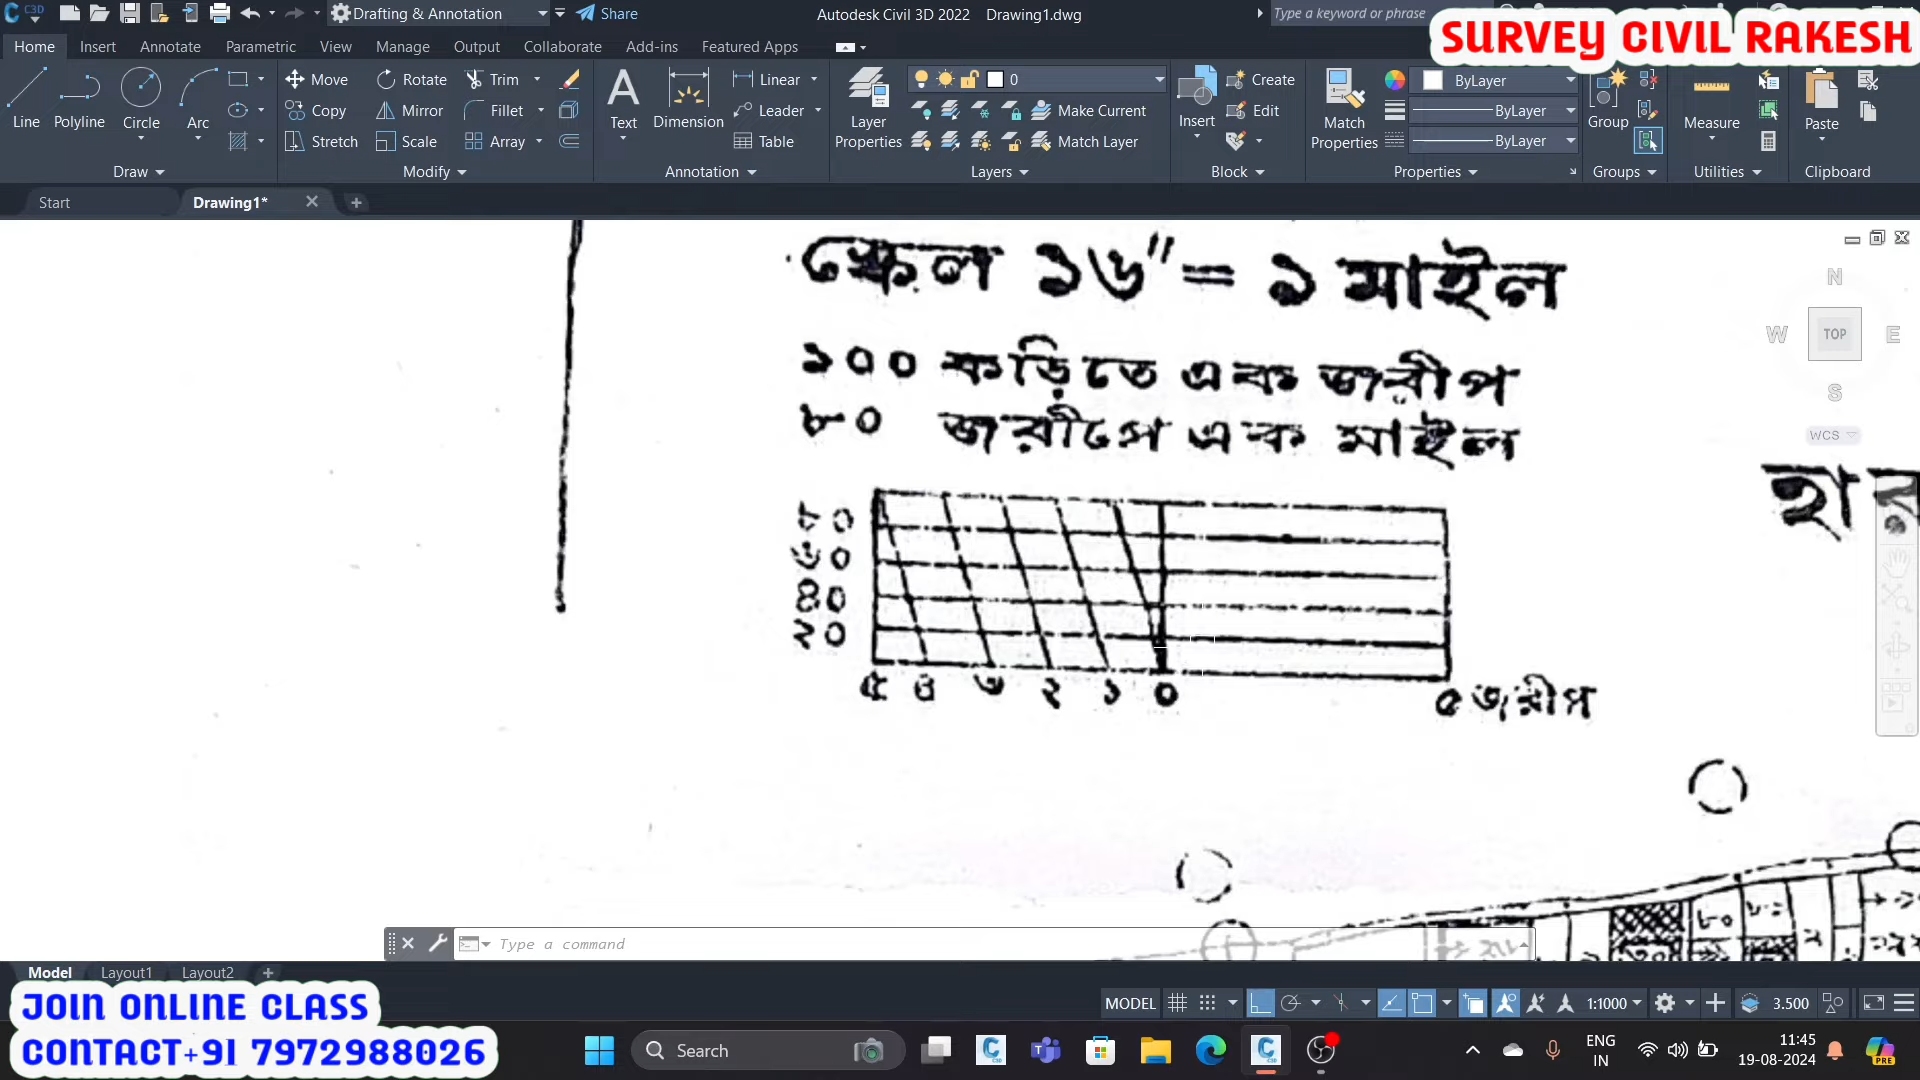 Drafting & Annotation
Share
Autodesk Civil 3D 2022 Drawing1.dwg
Type a keyword or phrase
SURVEY CIVIL RAKESH
Home Insert Annotate Parametric View Manage Output Collaborate Add-ins Featured Apps
Line Polyline Circle Arc
Move Rotate Trim
Copy Mirror Fillet
Stretch Scale Array
Text Dimension
Linear
Leader
Table
Layer Properties
0
Make Current
Match Layer
Insert
Create
Edit
Match Properties
ByLayer
ByLayer
ByLayer
Group
Measure
Paste
Draw Modify Annotation Layers Block Properties Groups Utilities Clipboard
Start Drawing1*
স্কেল ১৬" = ১ মাইল
১০০ কড়িতে এক জরীপ
৮০ জরীপে এক মাইল
৮০
৬০
৪০
২০
৫ ৪ ৩ ২ ১ ০ ৫ জরীপ
N
W TOP E
S
WCS
Type a command
Model Layout1 Layout2
JOIN ONLINE CLASS
CONTACT+91 7972988026
MODEL 1:1000 3.500
Search
ENG
IN
11:45
19-08-2024